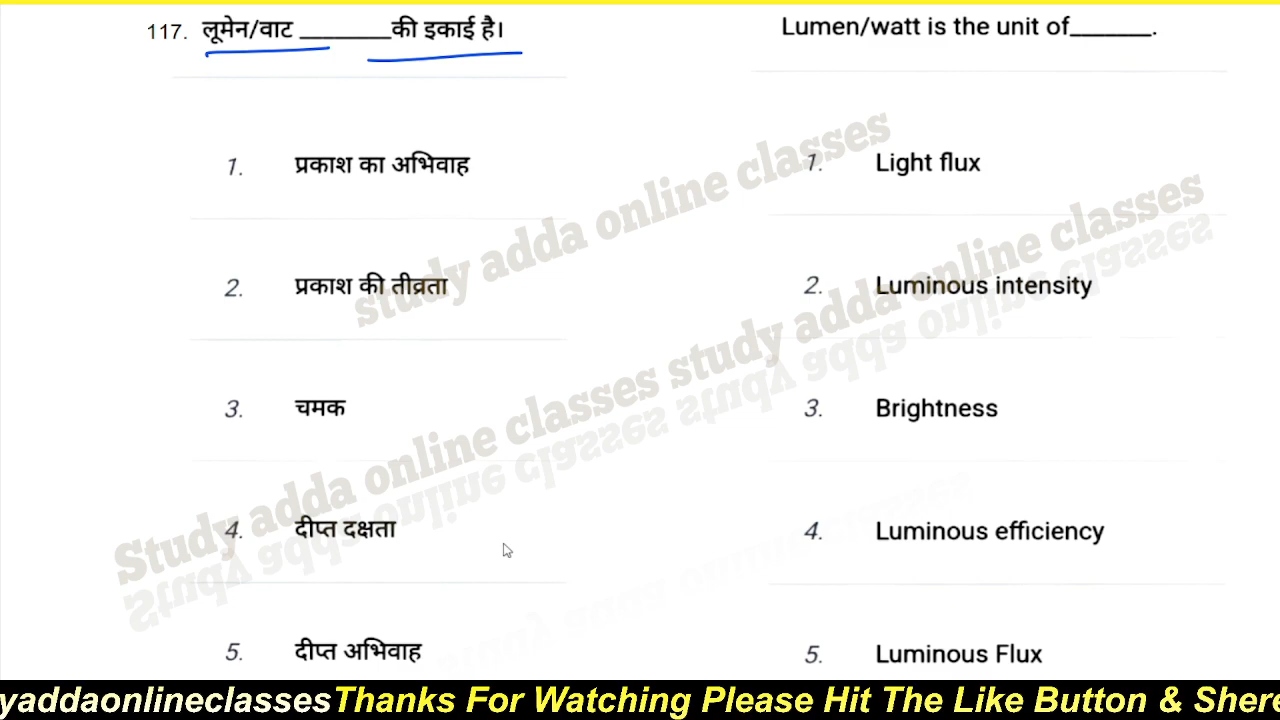 117. लूमेन/वाट ________की इकाई है।
Lumen/watt is the unit of_______.
1. प्रकाश का अभिवाह
1. Light flux
2. प्रकाश की तीव्रता
2. Luminous intensity
3. चमक
3. Brightness
4. दीप्त दक्षता
4. Luminous efficiency
5. दीप्त अभिवाह
5. Luminous Flux
study adda online classes
Study adda online classes study adda online classes
yaddaonlineclassesThanks For Watching Please Hit The Like Button & Shere